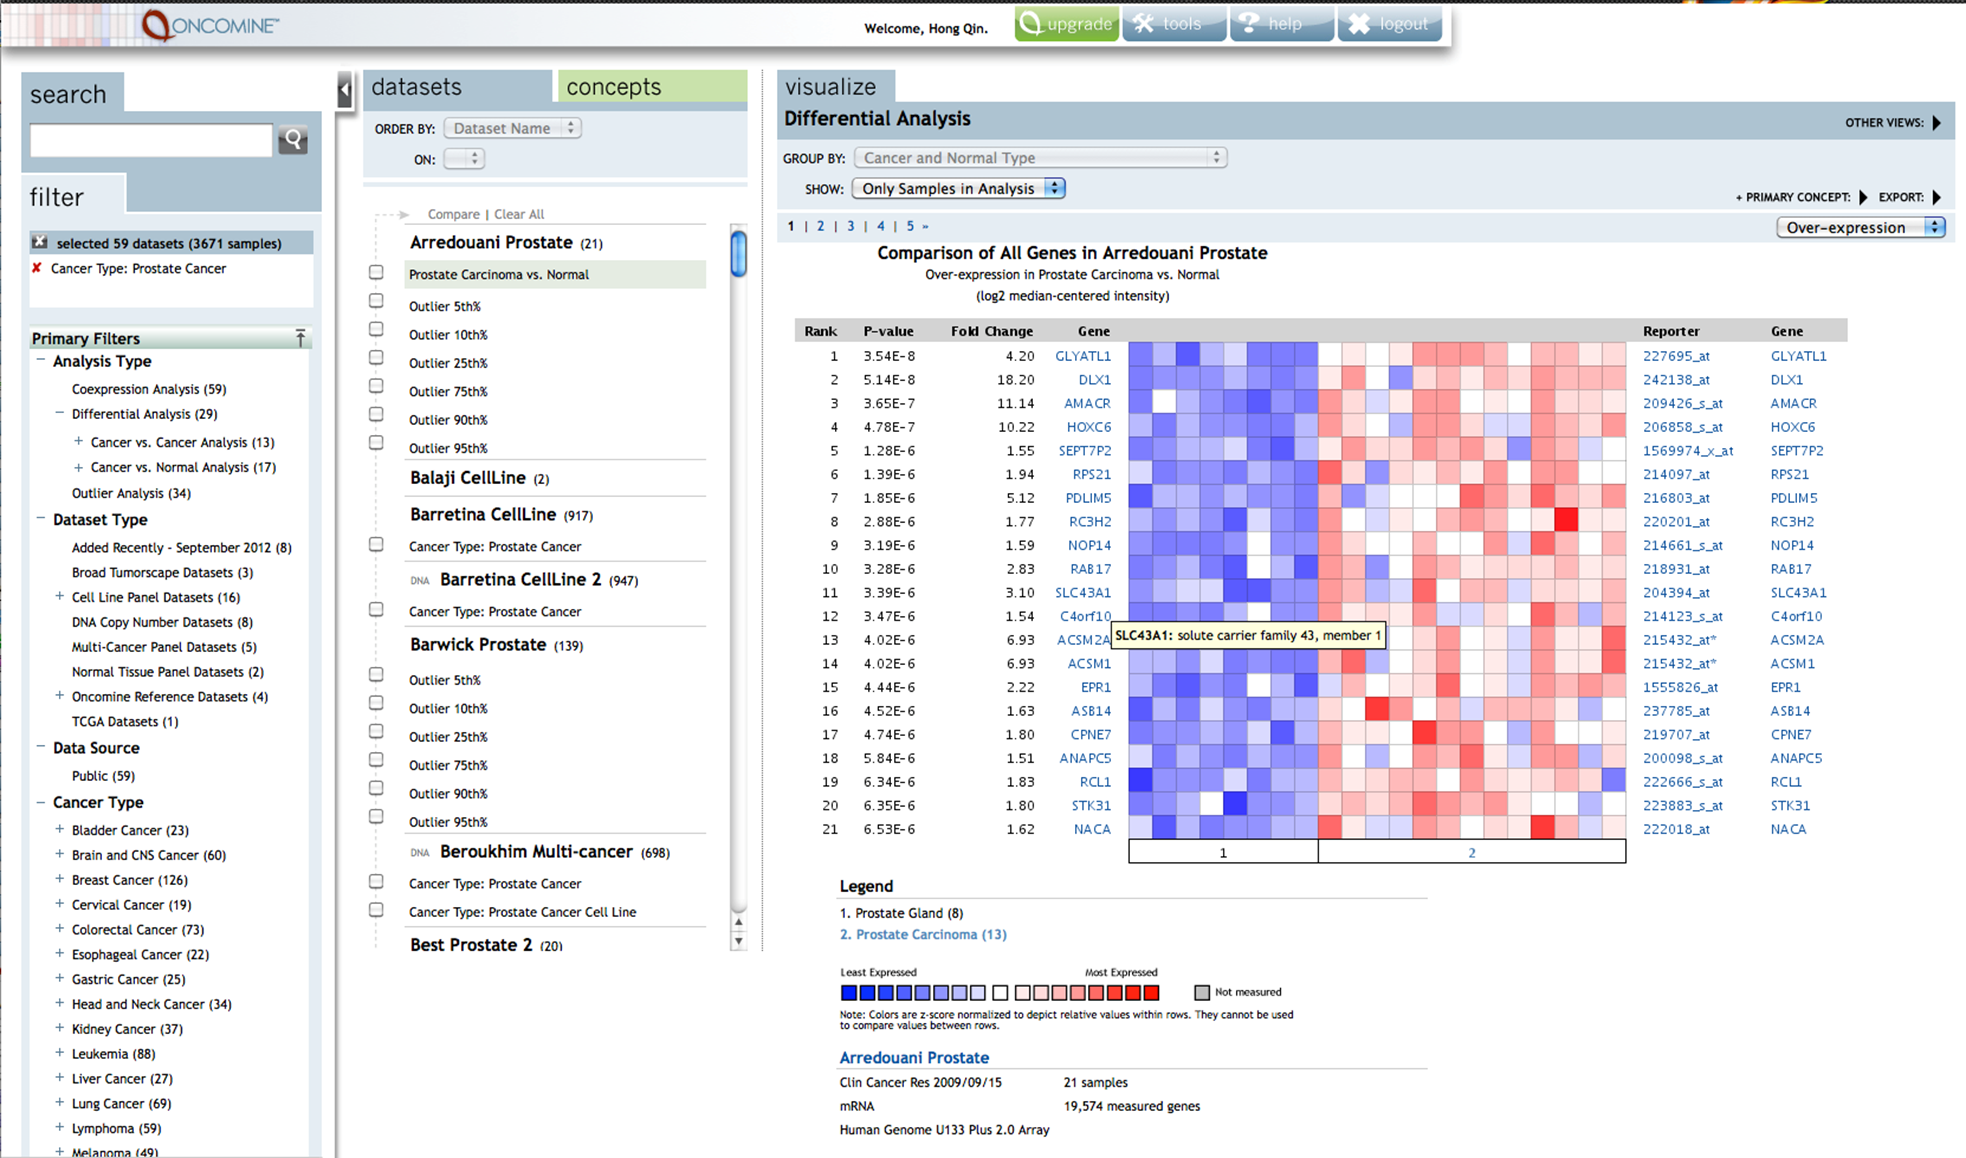 ONCOMINE™
Welcome, Hong Qin.
upgrade
tools
help
logout
search
filter
selected 59 datasets (3671 samples)
Cancer Type: Prostate Cancer
Primary Filters
Analysis Type
Coexpression Analysis (59)
Differential Analysis (29)
Cancer vs. Cancer Analysis (13)
Cancer vs. Normal Analysis (17)
Outlier Analysis (34)
Dataset Type
Added Recently - September 2012 (8)
Broad Tumorscape Datasets (3)
Cell Line Panel Datasets (16)
DNA Copy Number Datasets (8)
Multi-Cancer Panel Datasets (5)
Normal Tissue Panel Datasets (2)
Oncomine Reference Datasets (4)
TCGA Datasets (1)
Data Source
Public (59)
Cancer Type
Bladder Cancer (23)
Brain and CNS Cancer (60)
Breast Cancer (126)
Cervical Cancer (19)
Colorectal Cancer (73)
Esophageal Cancer (22)
Gastric Cancer (25)
Head and Neck Cancer (34)
Kidney Cancer (37)
Leukemia (88)
Liver Cancer (27)
Lung Cancer (69)
Lymphoma (59)
Melanoma (49)
datasets
concepts
ORDER BY: Dataset Name
ON:
Compare | Clear All
Arredouani Prostate (21)
Prostate Carcinoma vs. Normal
Outlier 5th%
Outlier 10th%
Outlier 25th%
Outlier 75th%
Outlier 90th%
Outlier 95th%
Balaji CellLine (2)
Barretina CellLine (917)
Cancer Type: Prostate Cancer
DNA Barretina CellLine 2 (947)
Cancer Type: Prostate Cancer
Barwick Prostate (139)
Outlier 5th%
Outlier 10th%
Outlier 25th%
Outlier 75th%
Outlier 90th%
Outlier 95th%
DNA Beroukhim Multi-cancer (698)
Cancer Type: Prostate Cancer
Cancer Type: Prostate Cancer Cell Line
Best Prostate 2 (20)
visualize
Differential Analysis
OTHER VIEWS:
GROUP BY: Cancer and Normal Type
SHOW: Only Samples in Analysis
+ PRIMARY CONCEPT: EXPORT:
1 | 2 | 3 | 4 | 5 »
Over-expression
Comparison of All Genes in Arredouani Prostate
Over-expression in Prostate Carcinoma vs. Normal
(log2 median-centered intensity)
Rank P-value Fold Change Gene Reporter Gene
1 3.54E-8 4.20 GLYATL1 227695_at GLYATL1
2 5.14E-8 18.20 DLX1 242138_at DLX1
3 3.65E-7 11.14 AMACR 209426_s_at AMACR
4 4.78E-7 10.22 HOXC6 206858_s_at HOXC6
5 1.28E-6 1.55 SEPT7P2 1569974_x_at SEPT7P2
6 1.39E-6 1.94 RPS21 214097_at RPS21
7 1.85E-6 5.12 PDLIM5 216803_at PDLIM5
8 2.88E-6 1.77 RC3H2 220201_at RC3H2
9 3.19E-6 1.59 NOP14 214661_s_at NOP14
10 3.28E-6 2.83 RAB17 218931_at RAB17
11 3.39E-6 3.10 SLC43A1 204394_at SLC43A1
12 3.47E-6 1.54 C4orf10 214123_s_at C4orf10
SLC43A1: solute carrier family 43, member 1
13 4.02E-6 6.93 ACSM2A 215432_at* ACSM2A
14 4.02E-6 6.93 ACSM1 215432_at* ACSM1
15 4.44E-6 2.22 EPR1 1555826_at EPR1
16 4.52E-6 1.63 ASB14 237785_at ASB14
17 4.74E-6 1.80 CPNE7 219707_at CPNE7
18 5.84E-6 1.51 ANAPC5 200098_s_at ANAPC5
19 6.34E-6 1.83 RCL1 222666_s_at RCL1
20 6.35E-6 1.80 STK31 223883_s_at STK31
21 6.53E-6 1.62 NACA 222018_at NACA
1 2
Legend
1. Prostate Gland (8)
2. Prostate Carcinoma (13)
Least Expressed Most Expressed
Not measured
Note: Colors are z-score normalized to depict relative values within rows. They cannot be used
to compare values between rows.
Arredouani Prostate
Clin Cancer Res 2009/09/15 21 samples
mRNA 19,574 measured genes
Human Genome U133 Plus 2.0 Array